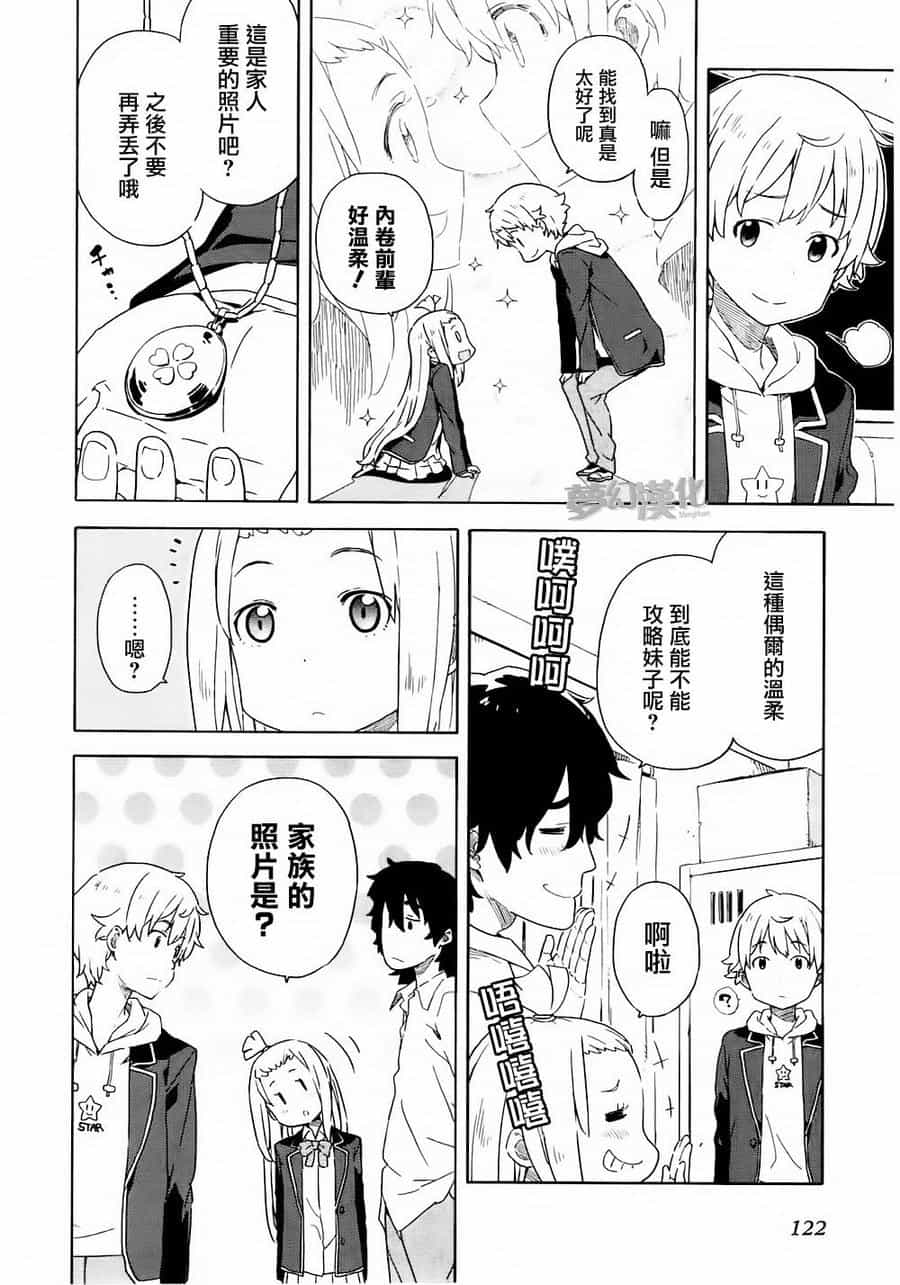 嘛 但是
能找到真是
太好了呢
內卷前輩
好溫柔！
這是家人
重要的照片吧？
之後不要
再弄丟了哦
チャ…
夢幻漢化
這種偶爾的溫柔
到底能不能
攻略妹子呢？
噗呵呵呵
啊啦
?
STAR
唔嘻嘻嘻
……
嗯？
家族的
照片是？
STAR
122